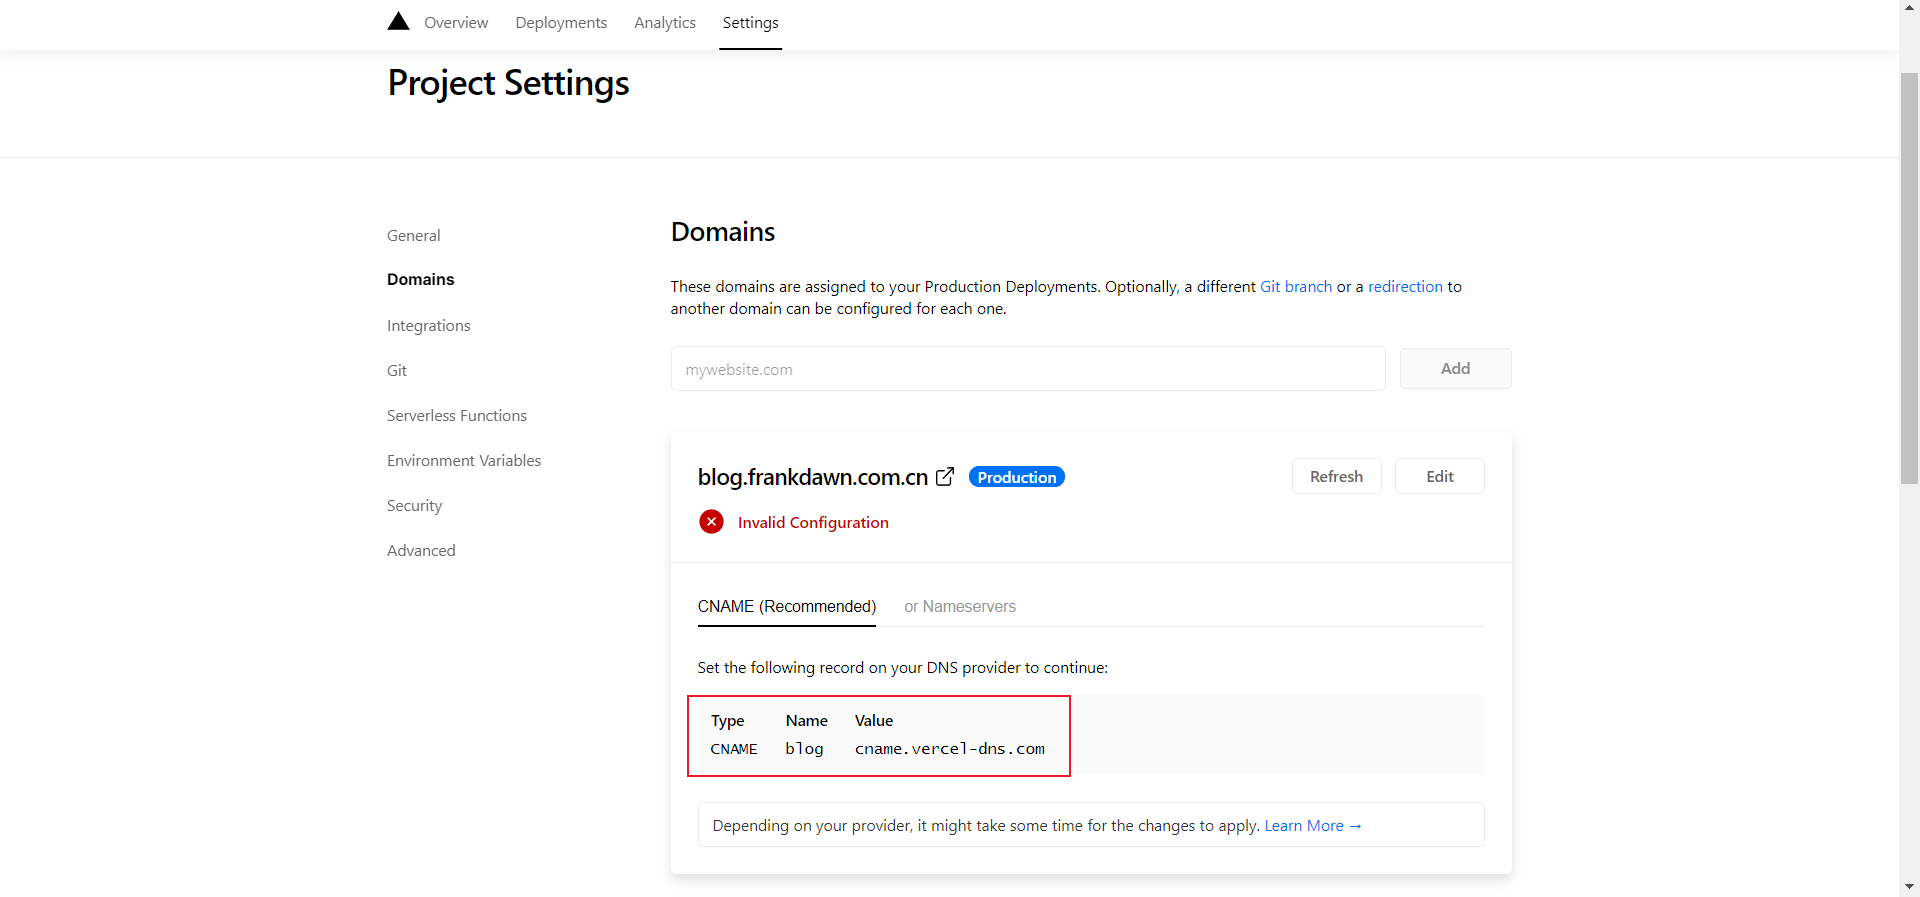 Overview Deployments Analytics Settings
Project Settings
General
Domains
Integrations
Git
Serverless Functions
Environment Variables
Security
Advanced
Domains
These domains are assigned to your Production Deployments. Optionally, a different Git branch or a redirection to
another domain can be configured for each one.
mywebsite.com Add
blog.frankdawn.com.cn Production Refresh Edit
Invalid Configuration
CNAME (Recommended) or Nameservers
Set the following record on your DNS provider to continue:
Type Name Value
CNAME blog cname.vercel-dns.com
Depending on your provider, it might take some time for the changes to apply. Learn More →